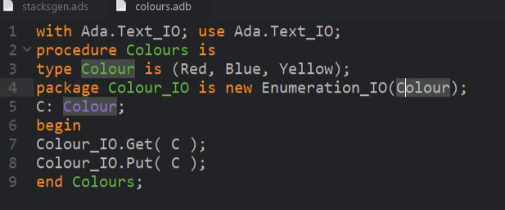 stacksgen.ads colours.adb
1 with Ada.Text_IO; use Ada.Text_IO;
2 procedure Colours is
3 type Colour is (Red, Blue, Yellow);
4 package Colour_IO is new Enumeration_IO(Colour);
5 C: Colour;
6 begin
7 Colour_IO.Get( C );
8 Colour_IO.Put( C );
9 end Colours;